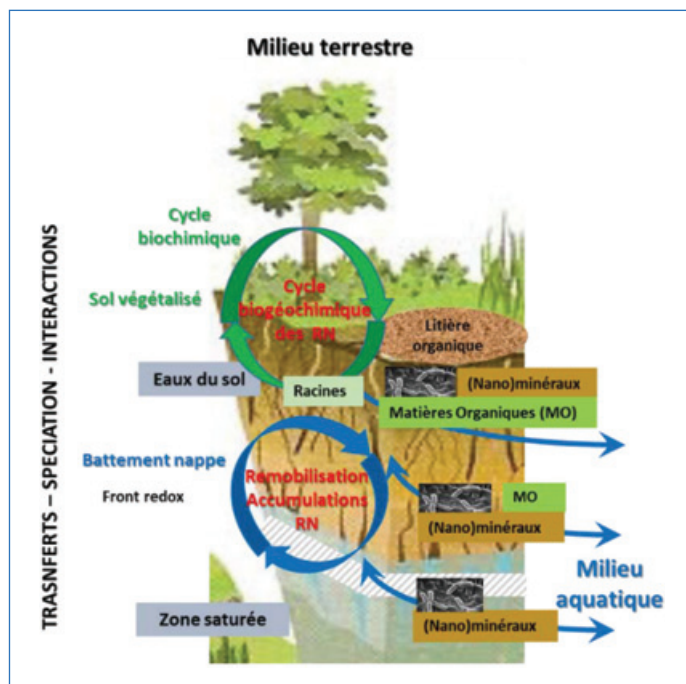 Milieu terrestre
TRASNFERTS – SPECIATION - INTERACTIONS
Cycle
biochimique
Sol végétalisé
Cycle
biogéochimique
des RN
Litière
organique
Eaux du sol
Racines
(Nano)minéraux
Matières Organiques (MO)
Battement nappe
Front redox
Remobilisation
Accumulations
RN
MO
(Nano)minéraux
Milieu
aquatique
Zone saturée
(Nano)minéraux